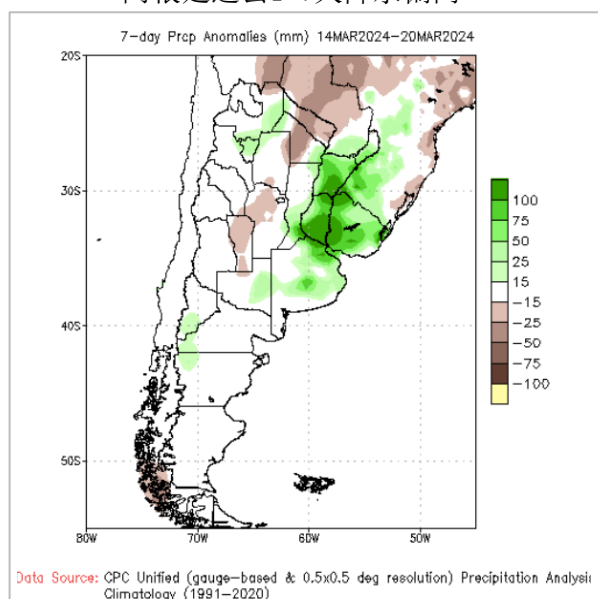 7-day Prcp Anomalies (mm) 14MAR2024-20MAR2024
20S
30S
40S
50S
80W 70W 60W 50W
100
75
50
25
15
-15
-25
-50
-75
-100
Data Source: CPC Unified (gauge-based & 0.5x0.5 deg resolution) Precipitation Analysis
Climatology (1991-2020)